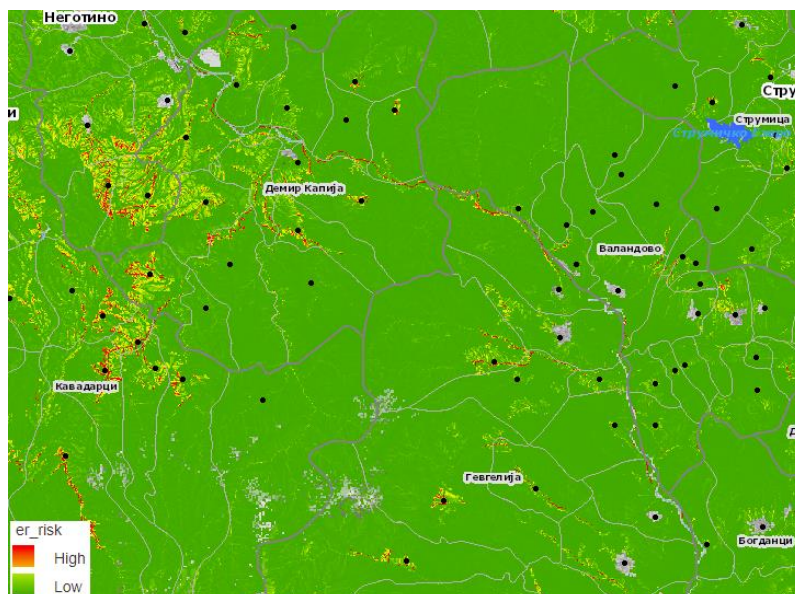 Неготино
Стру
Струмица
и
Демир Капија
Валандово
Кавадарци
Гевгелија
Богданци
er_risk
High
Low